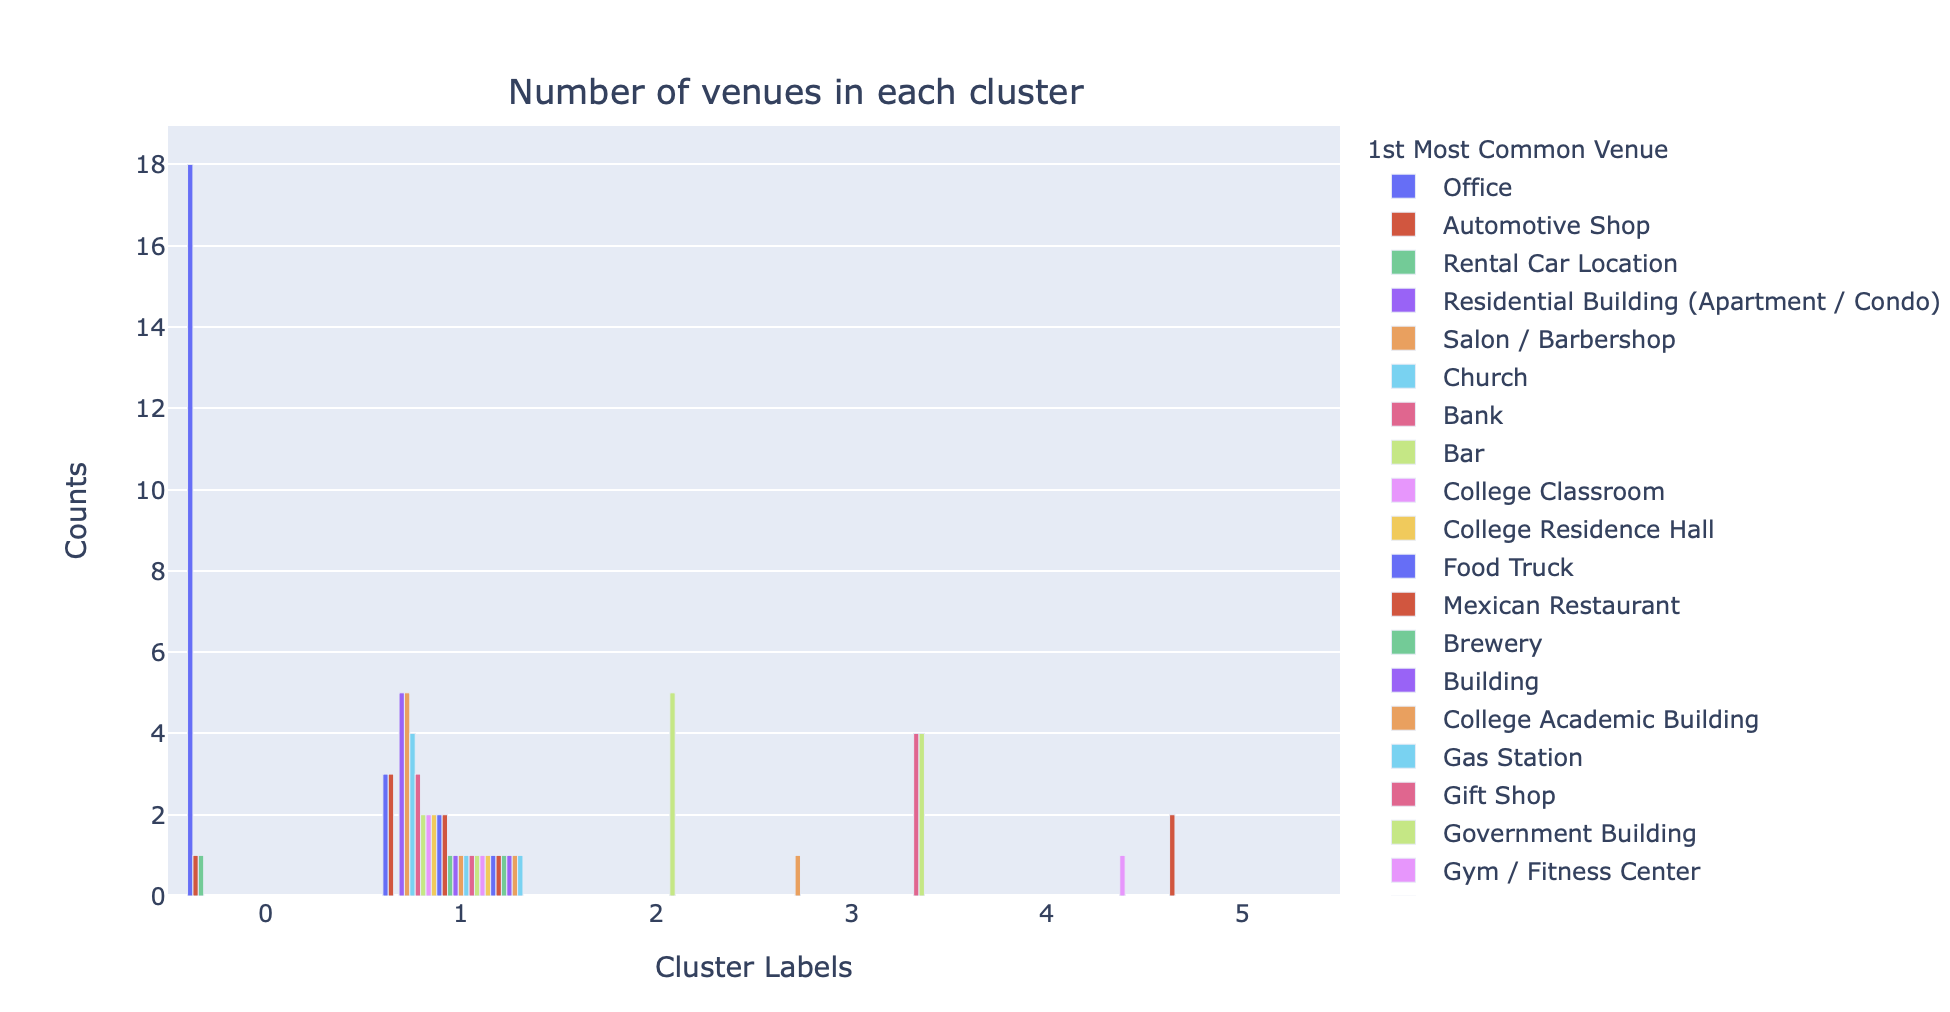 Number of venues in each cluster
18
16
14
12
10
8
6
4
2
0
Counts
0 1 2 3 4 5
Cluster Labels
1st Most Common Venue
Office
Automotive Shop
Rental Car Location
Residential Building (Apartment / Condo)
Salon / Barbershop
Church
Bank
Bar
College Classroom
College Residence Hall
Food Truck
Mexican Restaurant
Brewery
Building
College Academic Building
Gas Station
Gift Shop
Government Building
Gym / Fitness Center